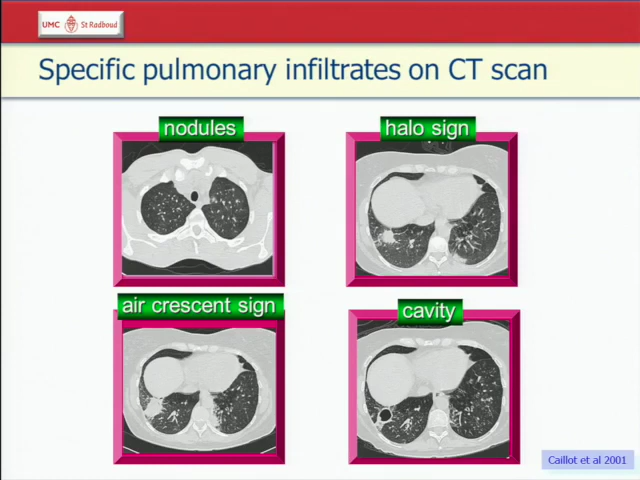 UMC St Radboud
Specific pulmonary infiltrates on CT scan
nodules
halo sign
air crescent sign
cavity
Caillot et al 2001